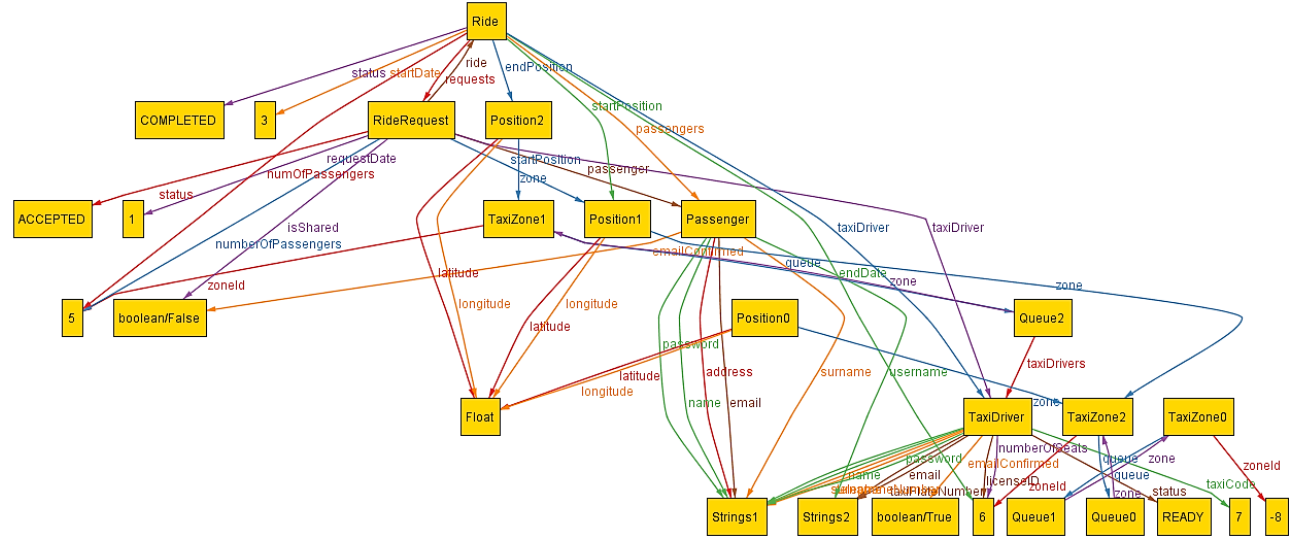 Ride
ride
status
startDate
requests
endPosition
COMPLETED
3
RideRequest
Position2
startPosition
passengers
requestDate
startPosition
numOfPassengers
passenger
zone
status
ACCEPTED
1
TaxiZone1
Position1
Passenger
isShared
taxiDriver
taxiDriver
numberOfPassengers
emailConfirmed
queue
endDate
zone
zoneId
latitude
zone
longitude
longitude
5
boolean/False
Position0
Queue2
latitude
password
address
surname
username
taxiDrivers
latitude
longitude
name
email
zone
Float
TaxiDriver
TaxiZone2
TaxiZone0
numberOfSeats
password
emailConfirmed
queue
zone
zoneId
name
email
licenseID
queue
zoneId
taxiCode
taxiPlateNumber
zone
status
Strings1
Strings2
boolean/True
6
Queue1
Queue0
READY
7
-8